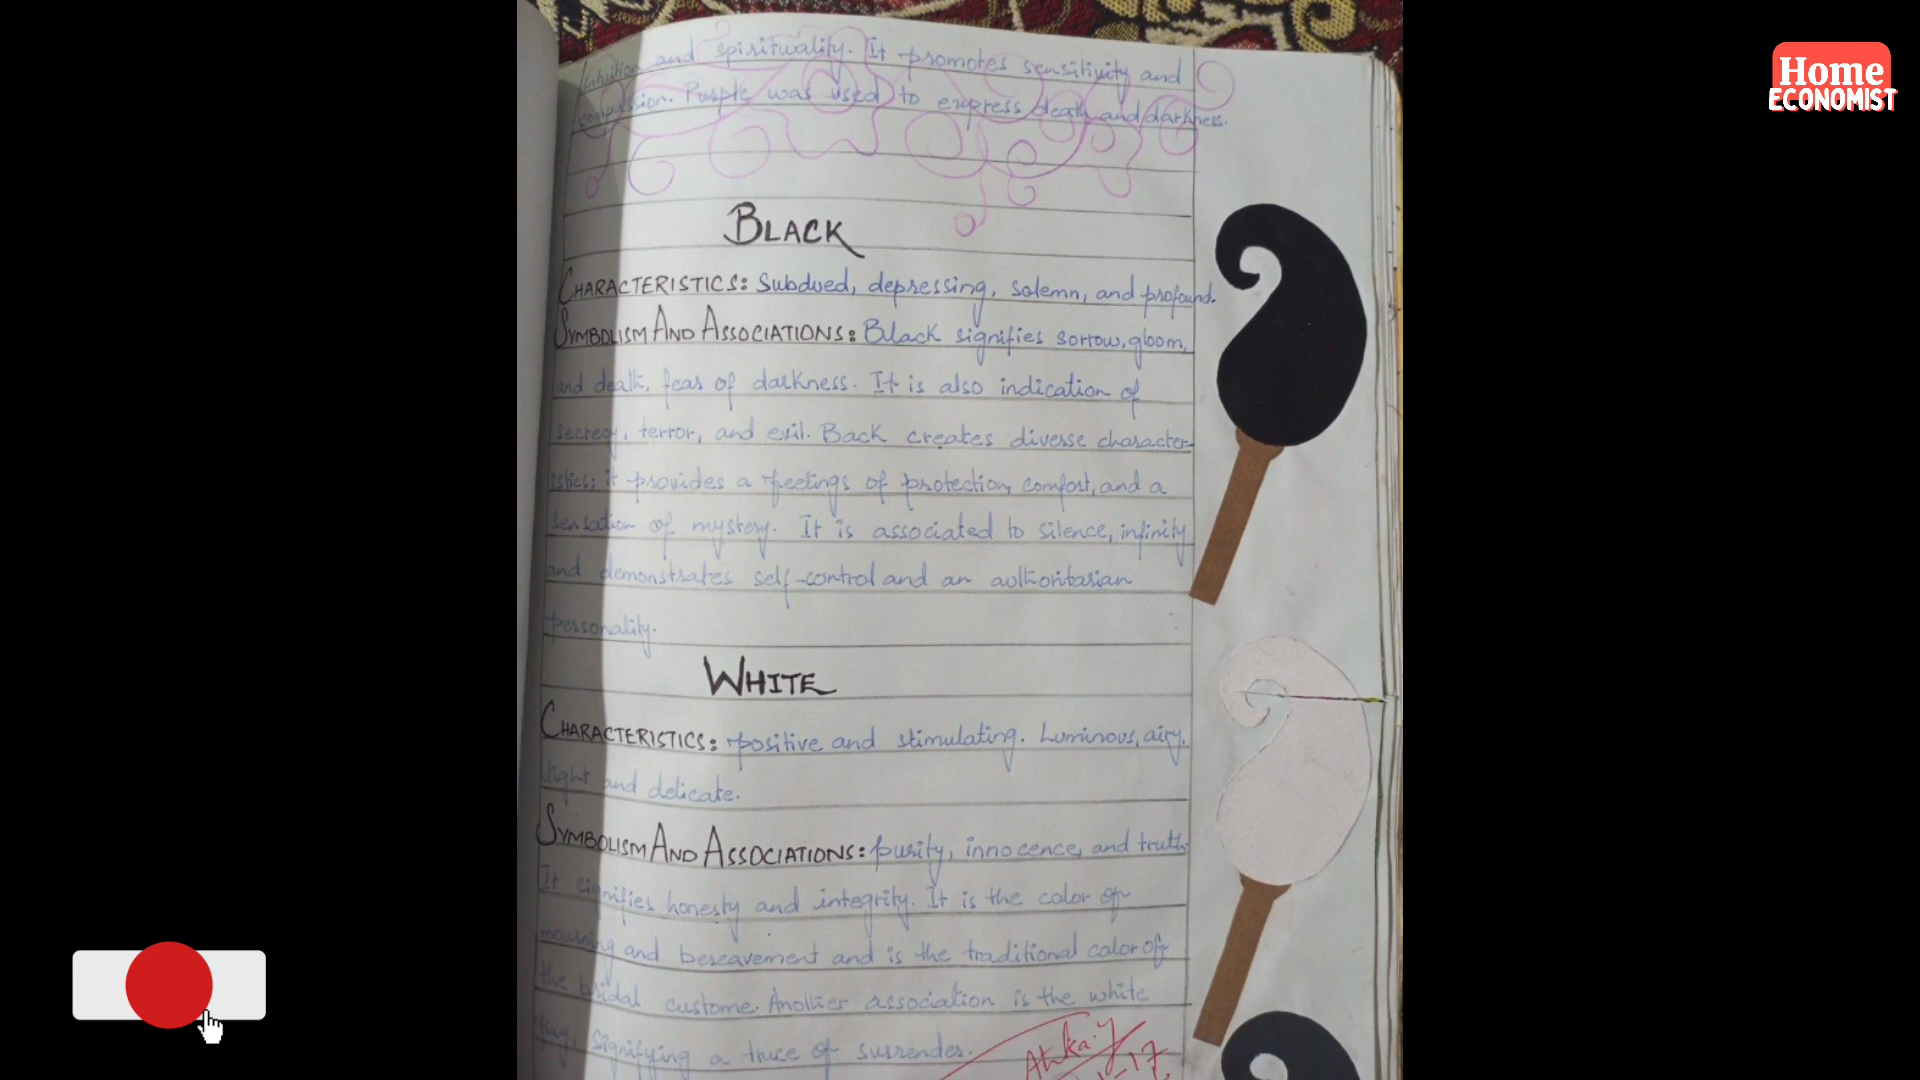 Intuition and spirituality. It promotes sensitivity and
compassion. Purple was used to express death and darkness.
BLACK
CHARACTERISTICS: Subdued, depressing, solemn, and profound.
SYMBOLISM AND ASSOCIATIONS: Black signifies sorrow, gloom,
and death, fear of darkness. It is also indication of
secrecy, terror, and evil. Back creates diverse character-
istics; it provides a feelings of protection, comfort, and a
sensation of mystery. It is associated to silence, infinity
and demonstrates self-control and an authoritarian
personality.
WHITE
CHARACTERISTICS: positive and stimulating. Luminous, airy,
light and delicate.
SYMBOLISM AND ASSOCIATIONS: purity, innocence, and truth.
It signifies honesty and integrity. It is the color of
mourning and bereavement and is the traditional color of
the bridal custome. Another association is the white
flag, signifying a truce of surrender.
Home
ECONOMIST